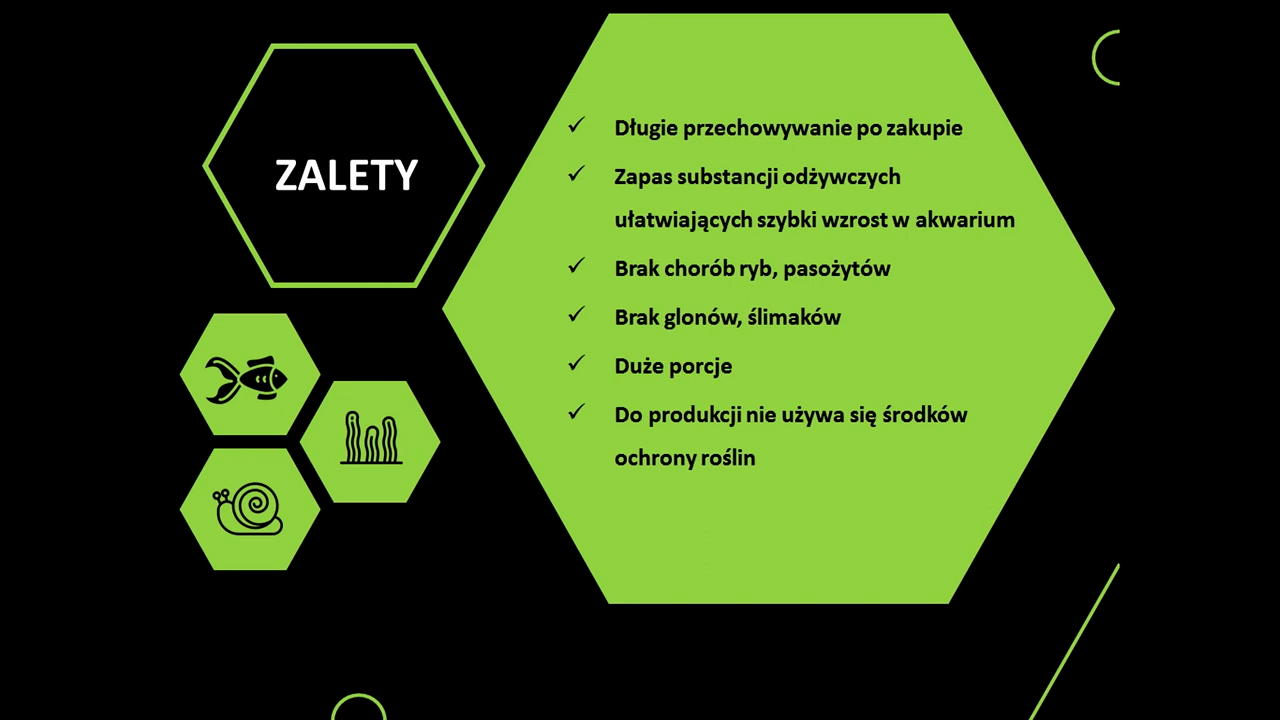 ZALETY
Długie przechowywanie po zakupie
Zapas substancji odżywczych
ułatwiających szybki wzrost w akwarium
Brak chorób ryb, pasożytów
Brak glonów, ślimaków
Duże porcje
Do produkcji nie używa się środków
ochrony roślin